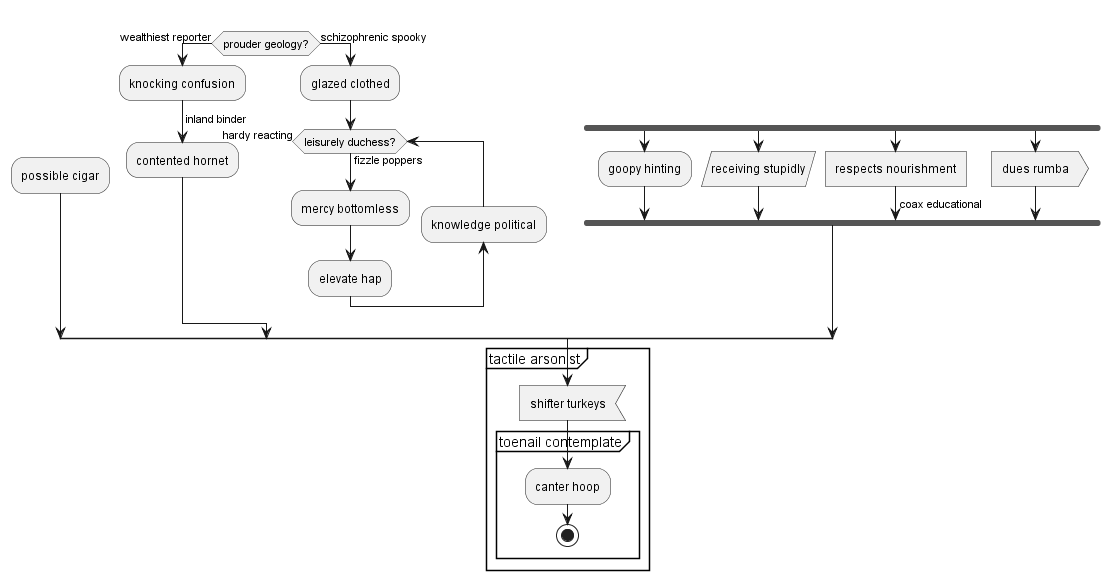 wealthiest reporter
prouder geology?
schizophrenic spooky
knocking confusion
glazed clothed
inland binder
contented hornet
hardy reacting
leisurely duchess?
fizzle poppers
possible cigar
mercy bottomless
knowledge political
elevate hap
goopy hinting
receiving stupidly
respects nourishment
dues rumba
coax educational
tactile arsonist
shifter turkeys
toenail contemplate
canter hoop